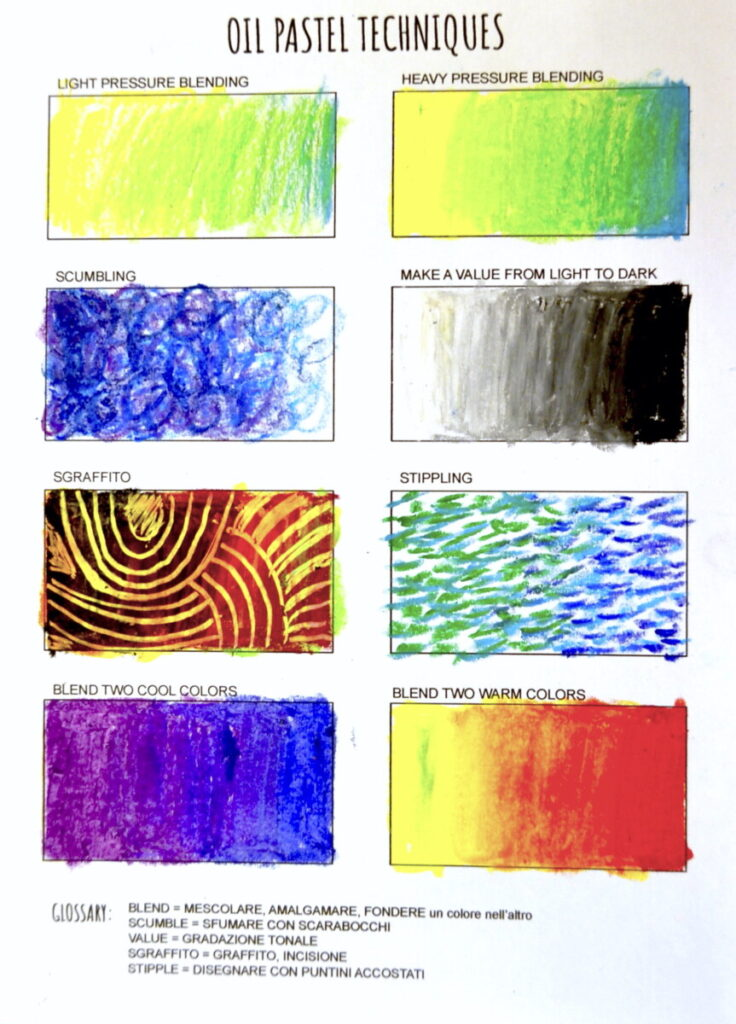 OIL PASTEL TECHNIQUES
LIGHT PRESSURE BLENDING
HEAVY PRESSURE BLENDING
SCUMBLING
MAKE A VALUE FROM LIGHT TO DARK
SGRAFFITO
STIPPLING
BLEND TWO COOL COLORS
BLEND TWO WARM COLORS
GLOSSARY: BLEND = MESCOLARE, AMALGAMARE, FONDERE un colore nell'altro
SCUMBLE = SFUMARE CON SCARABOCCHI
VALUE = GRADAZIONE TONALE
SGRAFFITO = GRAFFITO, INCISIONE
STIPPLE = DISEGNARE CON PUNTINI ACCOSTATI